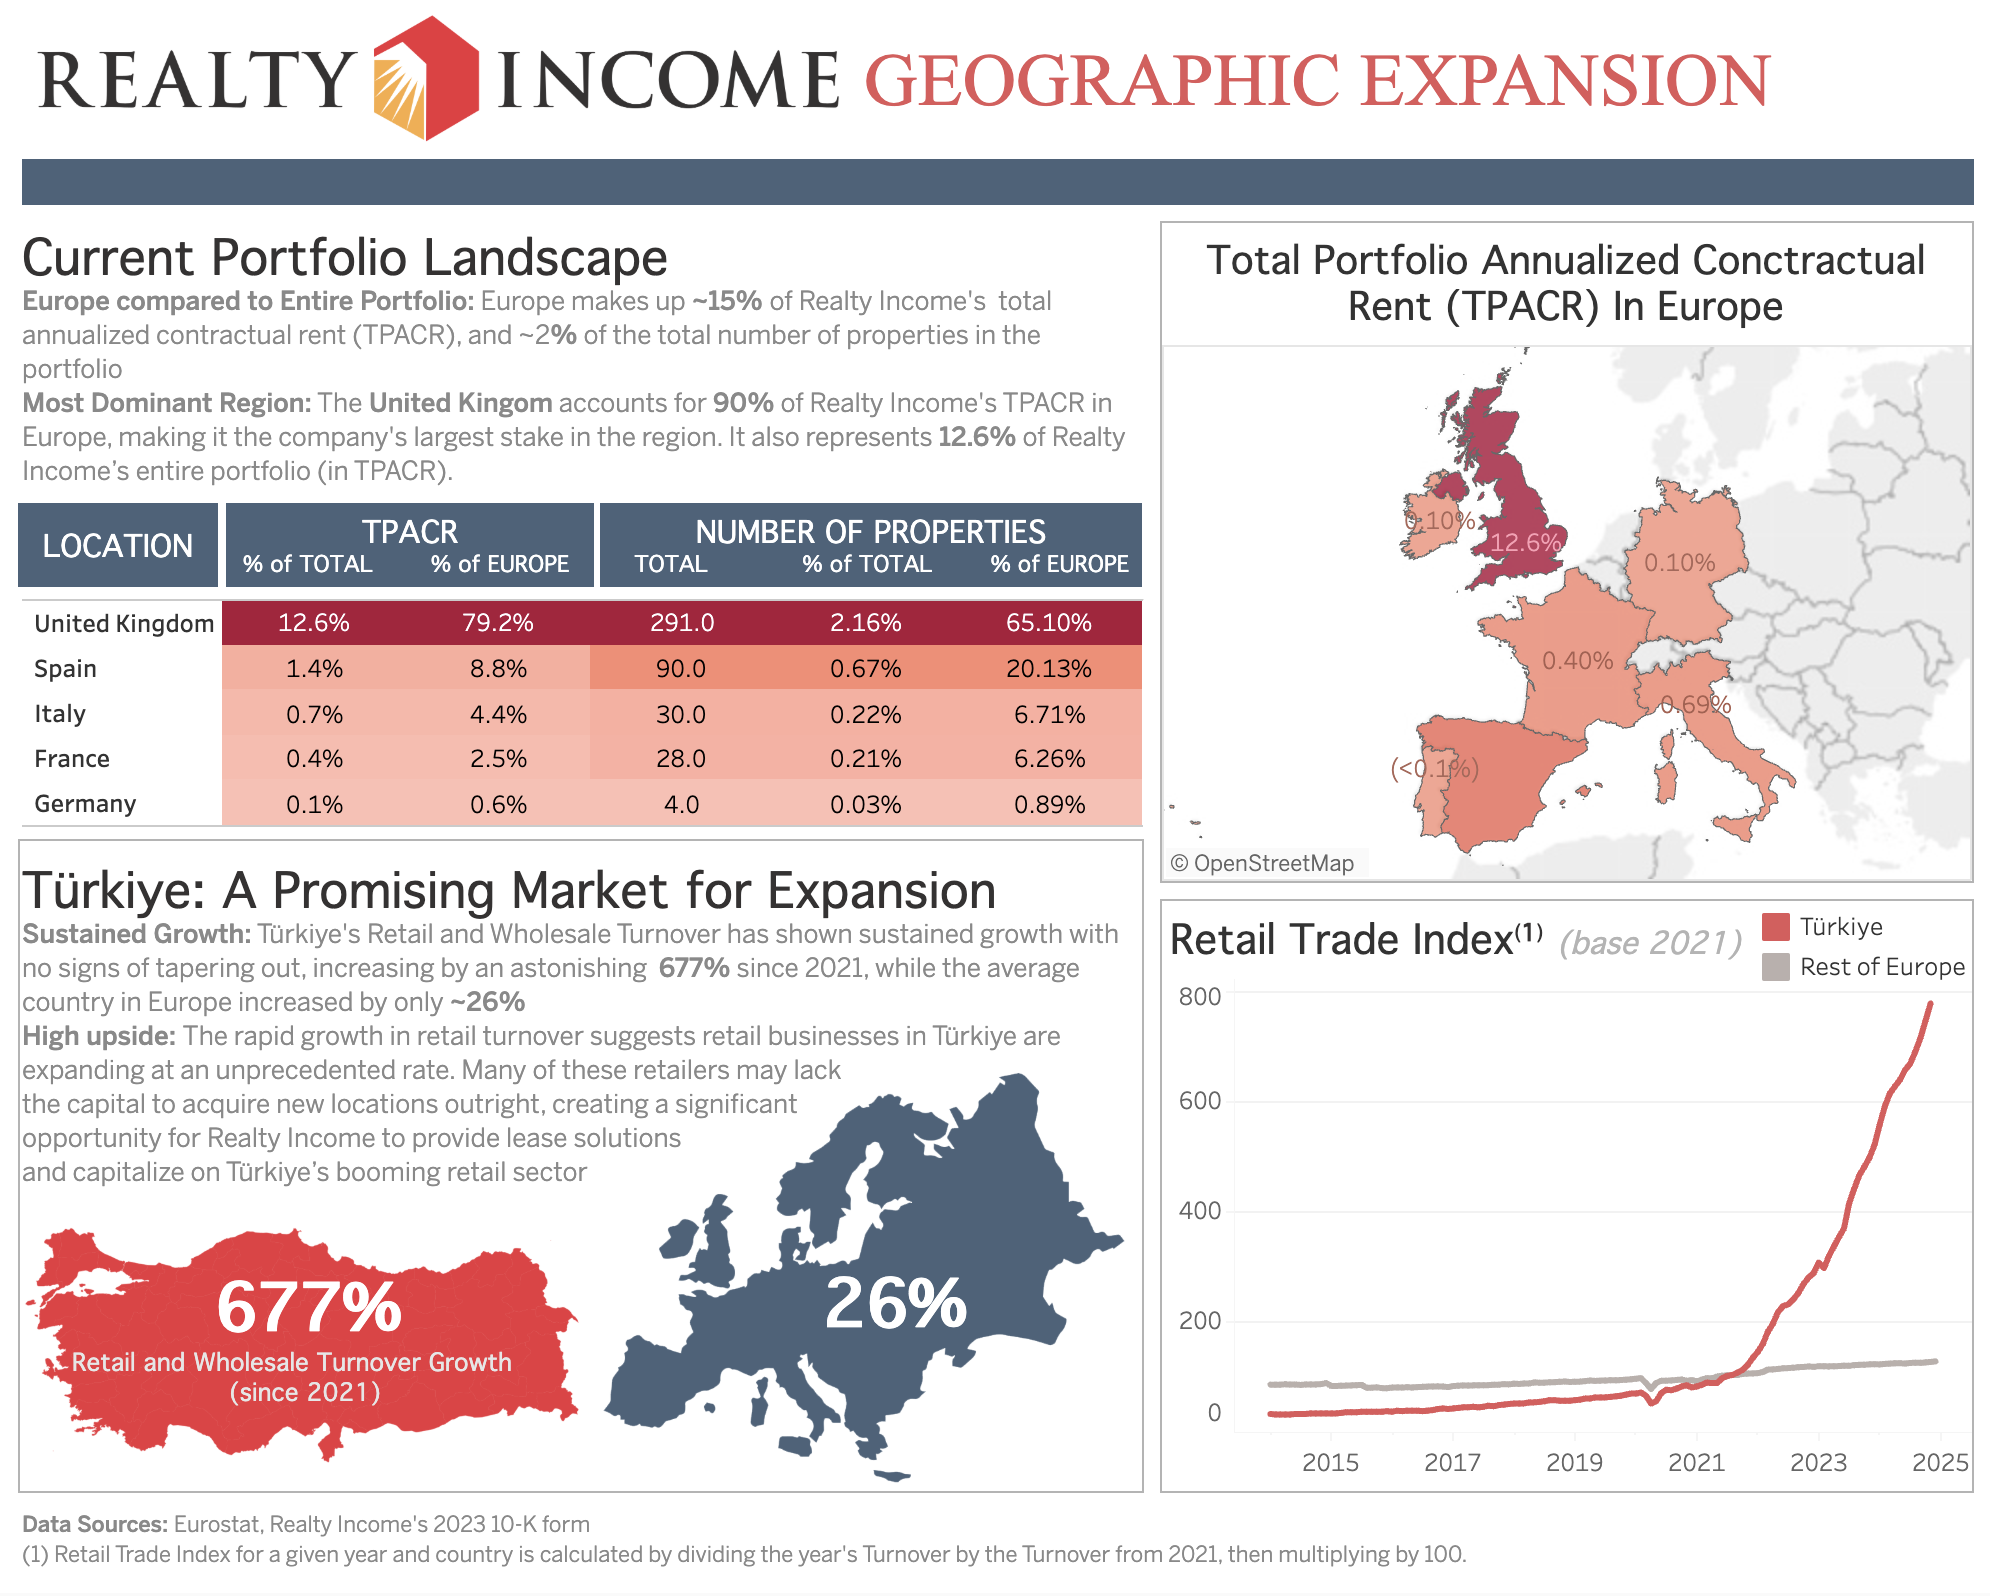 REALTY INCOME GEOGRAPHIC EXPANSION
Current Portfolio Landscape
Europe compared to Entire Portfolio: Europe makes up ~15% of Realty Income's total
annualized contractual rent (TPACR), and ~2% of the total number of properties in the
portfolio
Most Dominant Region: The United Kingom accounts for 90% of Realty Income's TPACR in
Europe, making it the company's largest stake in the region. It also represents 12.6% of Realty
Income’s entire portfolio (in TPACR).
LOCATION TPACR NUMBER OF PROPERTIES
% of TOTAL % of EUROPE TOTAL % of TOTAL % of EUROPE
United Kingdom 12.6% 79.2% 291.0 2.16% 65.10%
Spain 1.4% 8.8% 90.0 0.67% 20.13%
Italy 0.7% 4.4% 30.0 0.22% 6.71%
France 0.4% 2.5% 28.0 0.21% 6.26%
Germany 0.1% 0.6% 4.0 0.03% 0.89%
Total Portfolio Annualized Conctractual
Rent (TPACR) In Europe
0.10%
12.6%
0.10%
0.40%
0.69%
(<0.1%)
© OpenStreetMap
Türkiye: A Promising Market for Expansion
Sustained Growth: Türkiye's Retail and Wholesale Turnover has shown sustained growth with
no signs of tapering out, increasing by an astonishing 677% since 2021, while the average
country in Europe increased by only ~26%
High upside: The rapid growth in retail turnover suggests retail businesses in Türkiye are
expanding at an unprecedented rate. Many of these retailers may lack
the capital to acquire new locations outright, creating a significant
opportunity for Realty Income to provide lease solutions
and capitalize on Türkiye’s booming retail sector
677%
Retail and Wholesale Turnover Growth
(since 2021)
26%
Retail Trade Index(1) (base 2021)
Türkiye
Rest of Europe
800
600
400
200
0
2015 2017 2019 2021 2023 2025
Data Sources: Eurostat, Realty Income's 2023 10-K form
(1) Retail Trade Index for a given year and country is calculated by dividing the year's Turnover by the Turnover from 2021, then multiplying by 100.